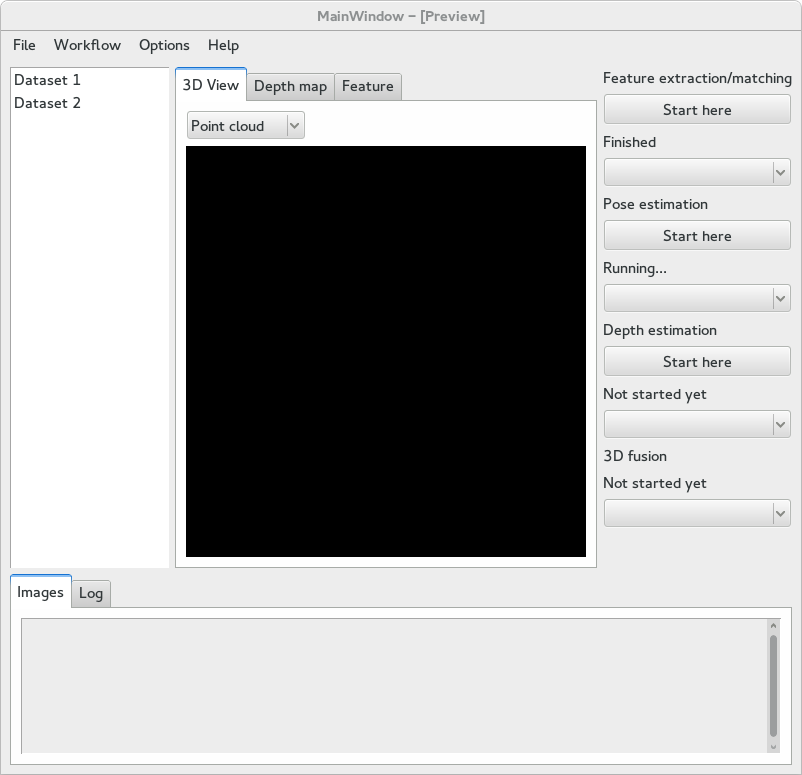 MainWindow – [Preview]
File Workflow Options Help
Dataset 1
Dataset 2
3D View Depth map Feature
Point cloud
Feature extraction/matching
Start here
Finished
Pose estimation
Start here
Running...
Depth estimation
Start here
Not started yet
3D fusion
Not started yet
Images Log